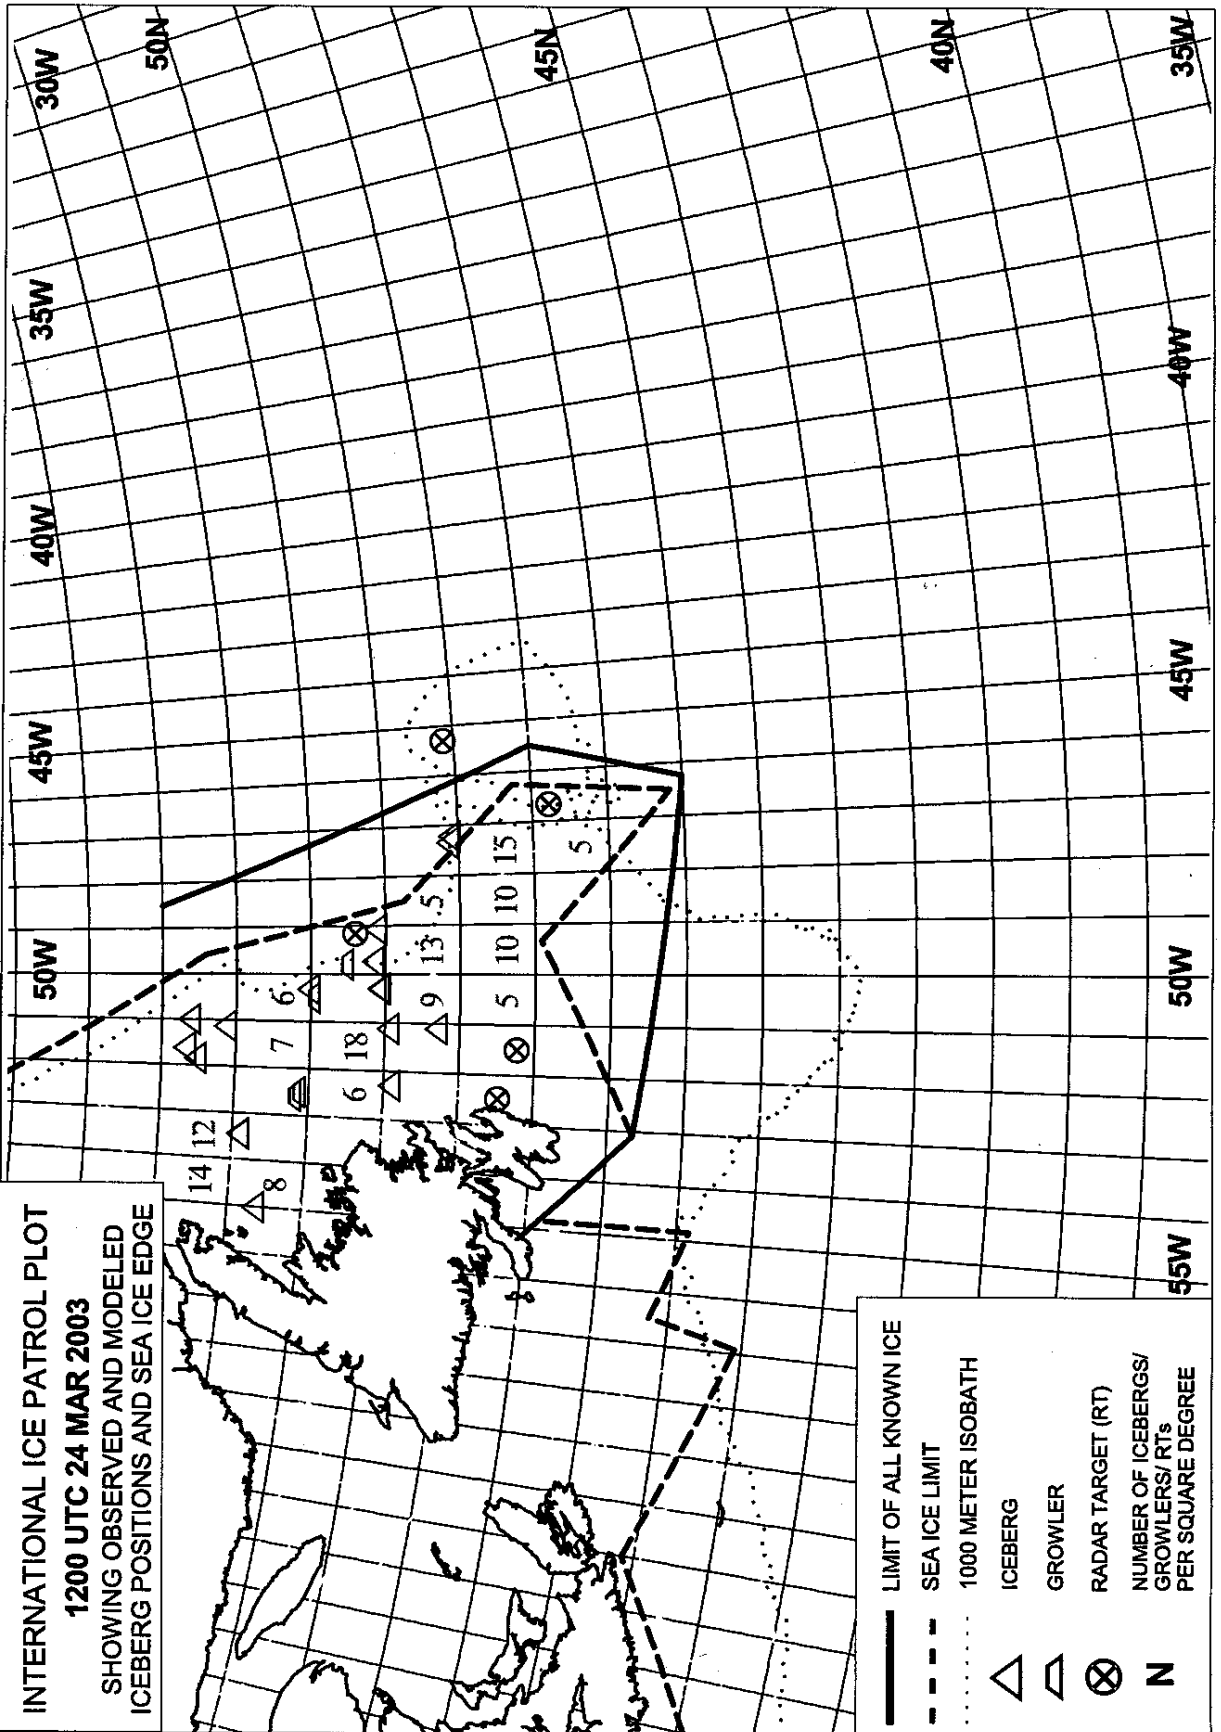 INTERNATIONAL ICE PATROL PLOT
1200 UTC 24 MAR 2003
SHOWING OBSERVED AND MODELED
ICEBERG POSITIONS AND SEA ICE EDGE
50W
45W
40W
35W
30W
50N
45N
40N
35W
40W
45W
50W
55W
14
12
8
7
6
6
18
9
13
5
5
10
10
15
5
LIMIT OF ALL KNOWN ICE
SEA ICE LIMIT
1000 METER ISOBATH
ICEBERG
GROWLER
RADAR TARGET (RT)
N NUMBER OF ICEBERGS/
GROWLERS/ RTs
PER SQUARE DEGREE